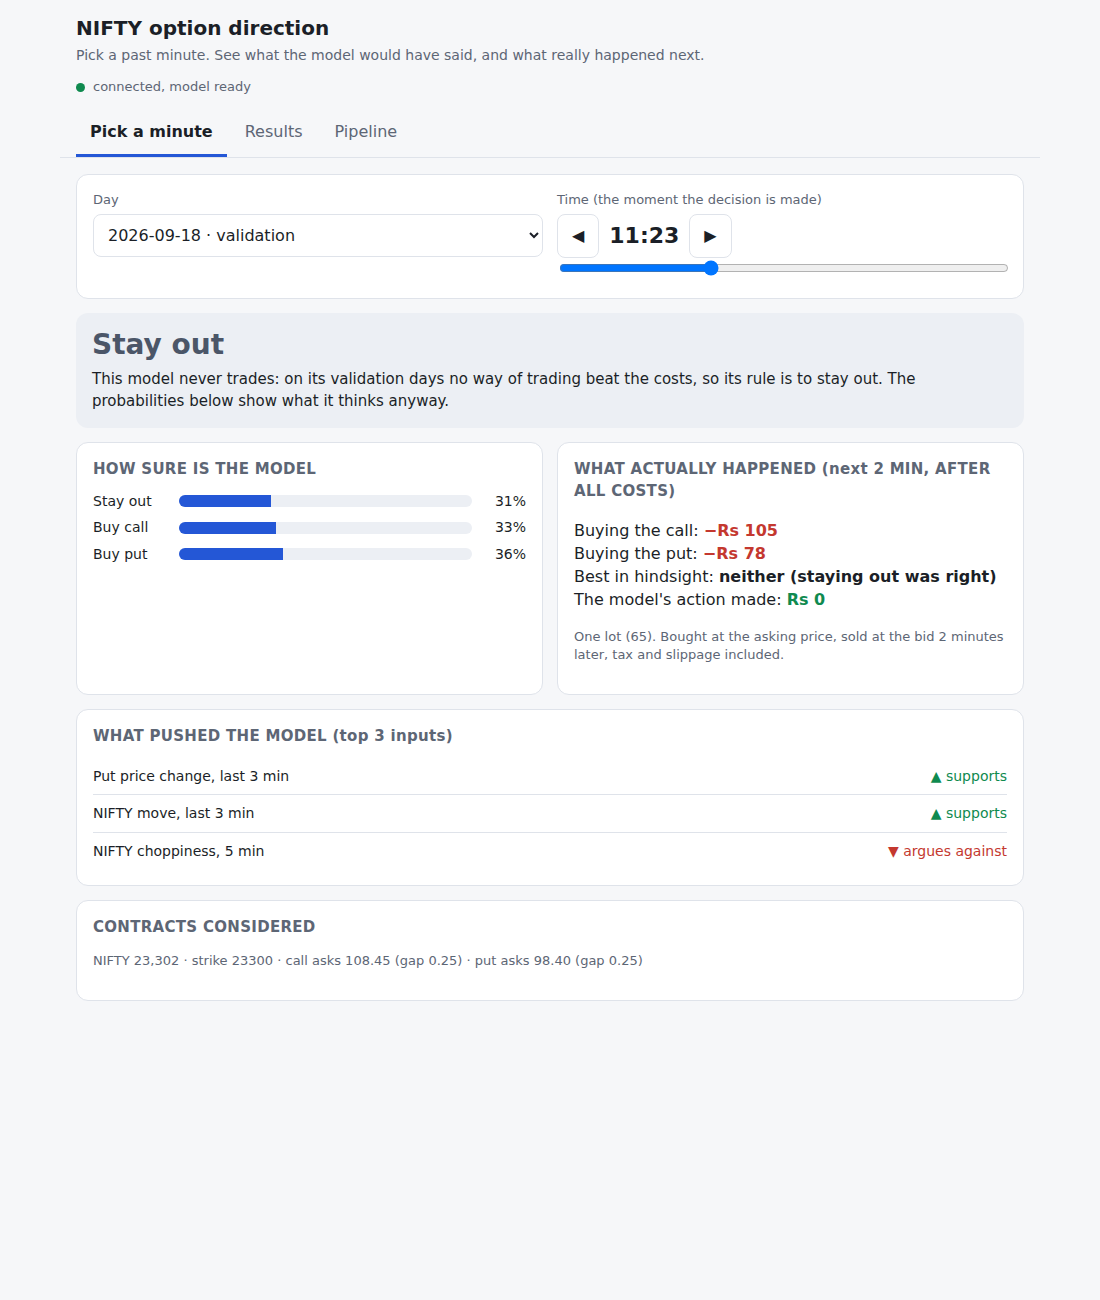 NIFTY option direction
Pick a past minute. See what the model would have said, and what really happened next.
connected, model ready
Pick a minute Results Pipeline
Day
2026-09-18 · validation
Time (the moment the decision is made)
◀ 11:23 ▶
Stay out
This model never trades: on its validation days no way of trading beat the costs, so its rule is to stay out. The
probabilities below show what it thinks anyway.
HOW SURE IS THE MODEL
Stay out 31%
Buy call 33%
Buy put 36%
WHAT ACTUALLY HAPPENED (next 2 MIN, AFTER
ALL COSTS)
Buying the call: −Rs 105
Buying the put: −Rs 78
Best in hindsight: neither (staying out was right)
The model's action made: Rs 0
One lot (65). Bought at the asking price, sold at the bid 2 minutes
later, tax and slippage included.
WHAT PUSHED THE MODEL (top 3 inputs)
Put price change, last 3 min ▲ supports
NIFTY move, last 3 min ▲ supports
NIFTY choppiness, 5 min ▼ argues against
CONTRACTS CONSIDERED
NIFTY 23,302 · strike 23300 · call asks 108.45 (gap 0.25) · put asks 98.40 (gap 0.25)